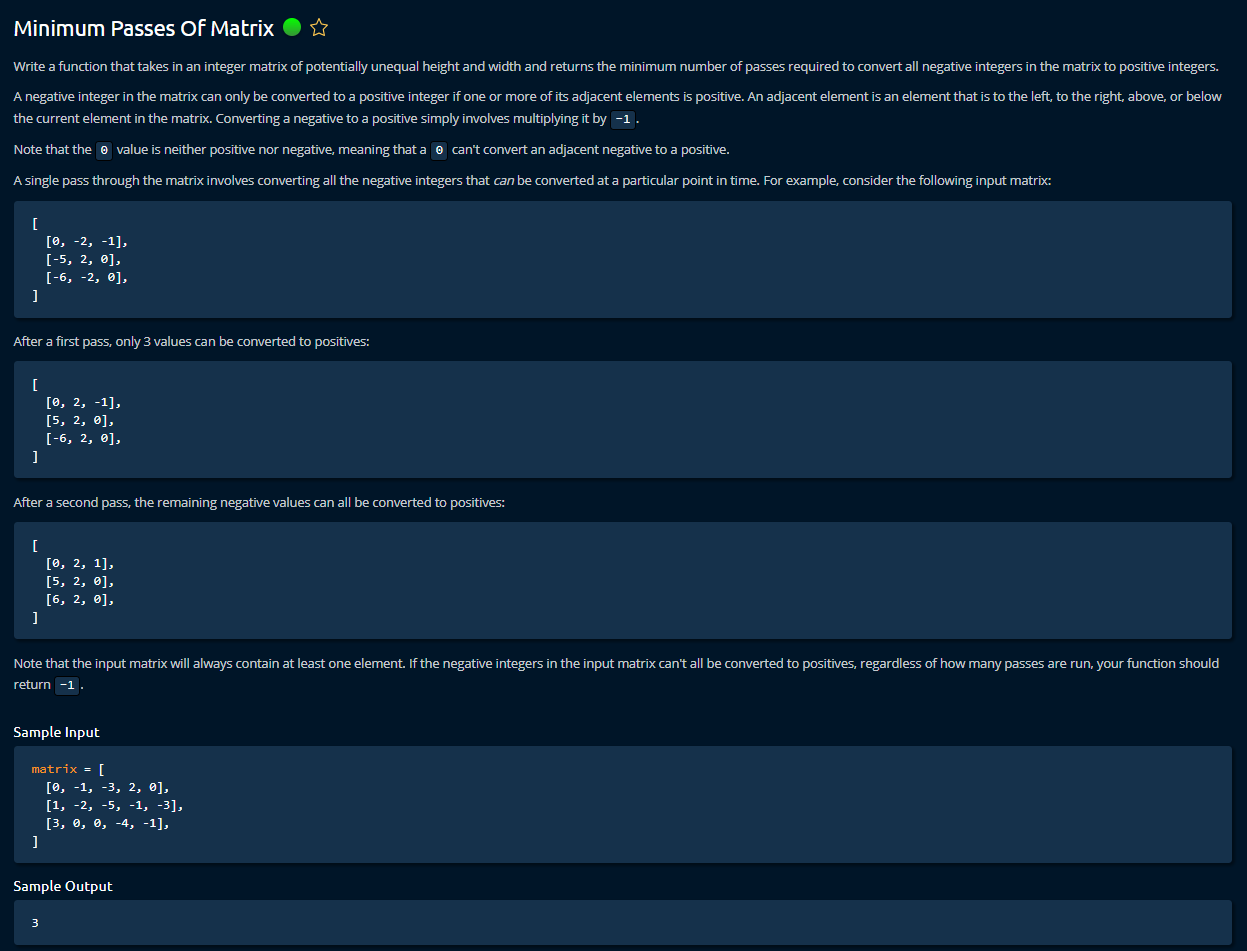 Minimum Passes Of Matrix
Write a function that takes in an integer matrix of potentially unequal height and width and returns the minimum number of passes required to convert all negative integers in the matrix to positive integers.
A negative integer in the matrix can only be converted to a positive integer if one or more of its adjacent elements is positive. An adjacent element is an element that is to the left, to the right, above, or below
the current element in the matrix. Converting a negative to a positive simply involves multiplying it by -1 .
Note that the 0 value is neither positive nor negative, meaning that a 0 can't convert an adjacent negative to a positive.
A single pass through the matrix involves converting all the negative integers that can be converted at a particular point in time. For example, consider the following input matrix:
[
[0, -2, -1],
[-5, 2, 0],
[-6, -2, 0],
]
After a first pass, only 3 values can be converted to positives:
[
[0, 2, -1],
[5, 2, 0],
[-6, 2, 0],
]
After a second pass, the remaining negative values can all be converted to positives:
[
[0, 2, 1],
[5, 2, 0],
[6, 2, 0],
]
Note that the input matrix will always contain at least one element. If the negative integers in the input matrix can't all be converted to positives, regardless of how many passes are run, your function should
return -1 .
Sample Input
matrix = [
[0, -1, -3, 2, 0],
[1, -2, -5, -1, -3],
[3, 0, 0, -4, -1],
]
Sample Output
3